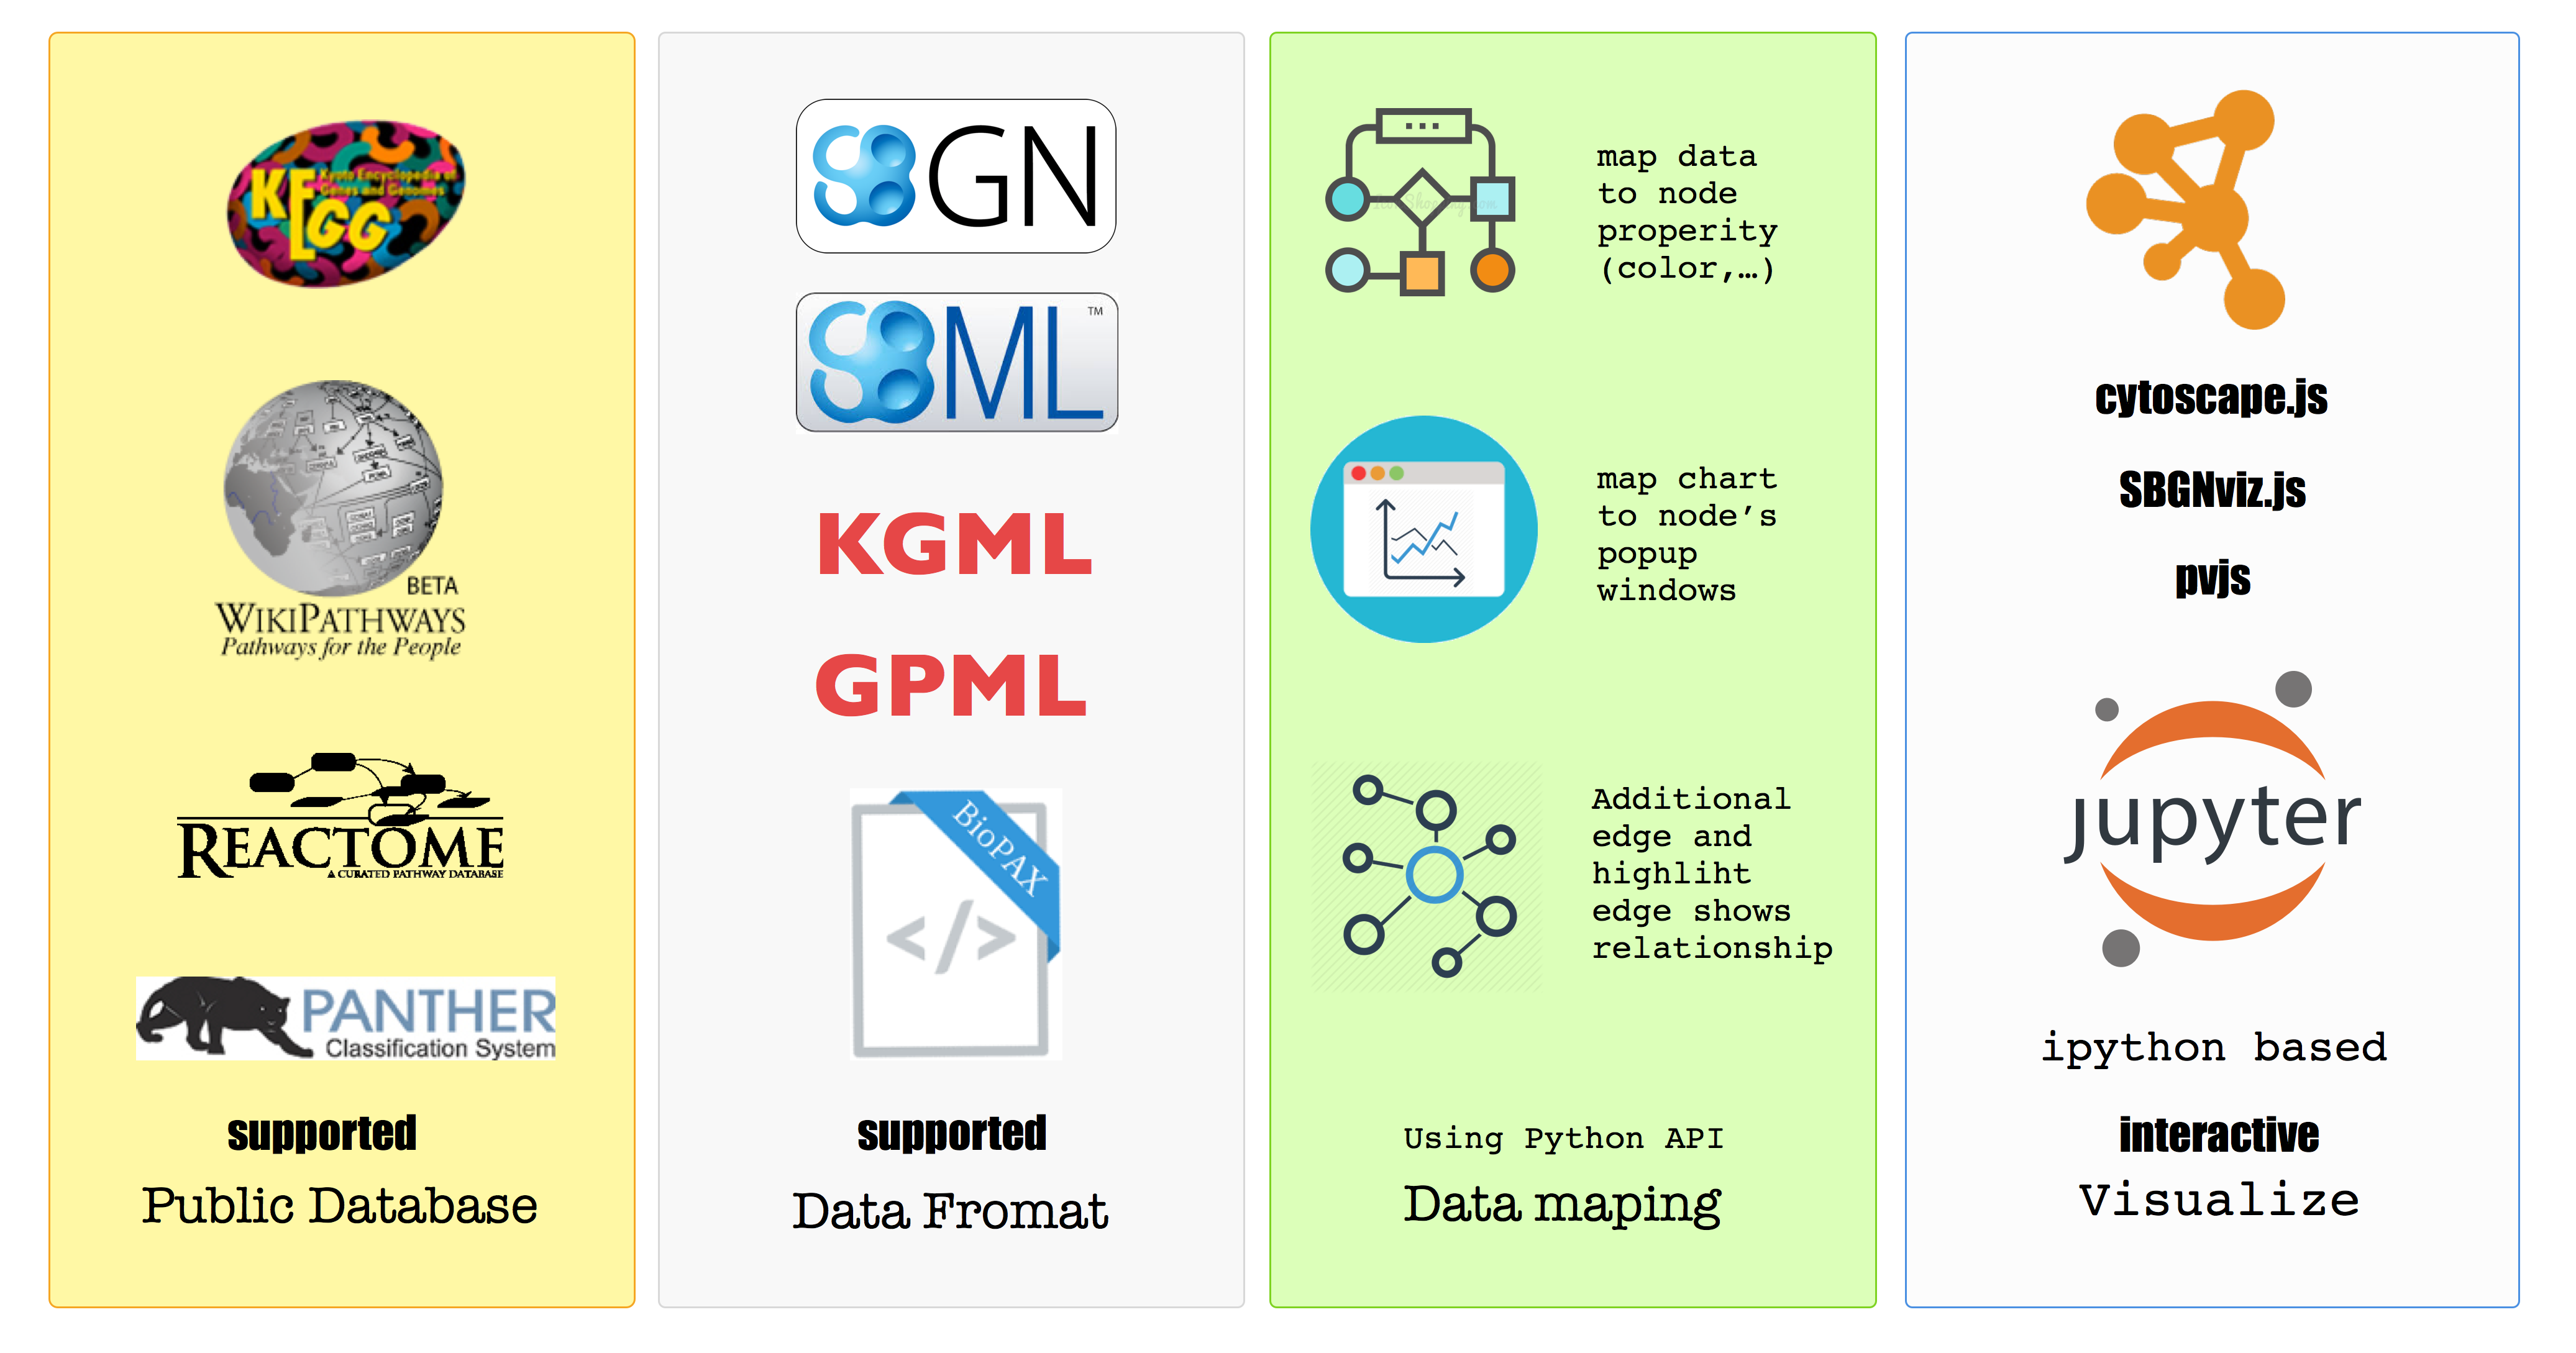 KEGG
Kyoto Encyclopedia of
Genes and Genomes
BETA
WIKIPATHWAYS
Pathways for the People
REACTOME
A CURATED PATHWAY DATABASE
PANTHER
Classification System
supported
Public Database
SBGN
SBML TM
KGML
GPML
BioPAX
</>
supported
Data Fromat
...
map data
to node
properity
(color,…)
map chart
to node’s
popup
windows
Additional
edge and
highliht
edge shows
relationship
Using Python API
Data maping
cytoscape.js
SBGNviz.js
pvjs
jupyter
ipython based
interactive
Visualize